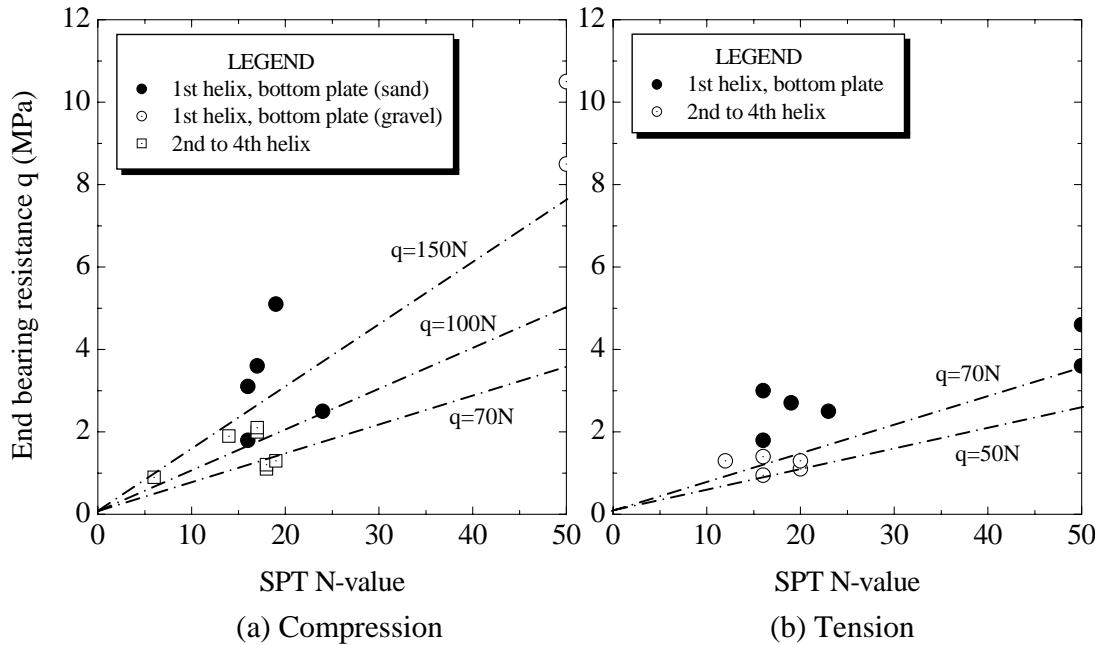 End bearing resistance q (MPa)
12
10
8
6
4
2
0
LEGEND
1st helix, bottom plate (sand)
1st helix, bottom plate (gravel)
2nd to 4th helix
q=150N
q=100N
q=70N
0 10 20 30 40 50
SPT N-value
(a) Compression
12
10
8
6
4
2
0
LEGEND
1st helix, bottom plate
2nd to 4th helix
q=70N
q=50N
0 10 20 30 40 50
SPT N-value
(b) Tension